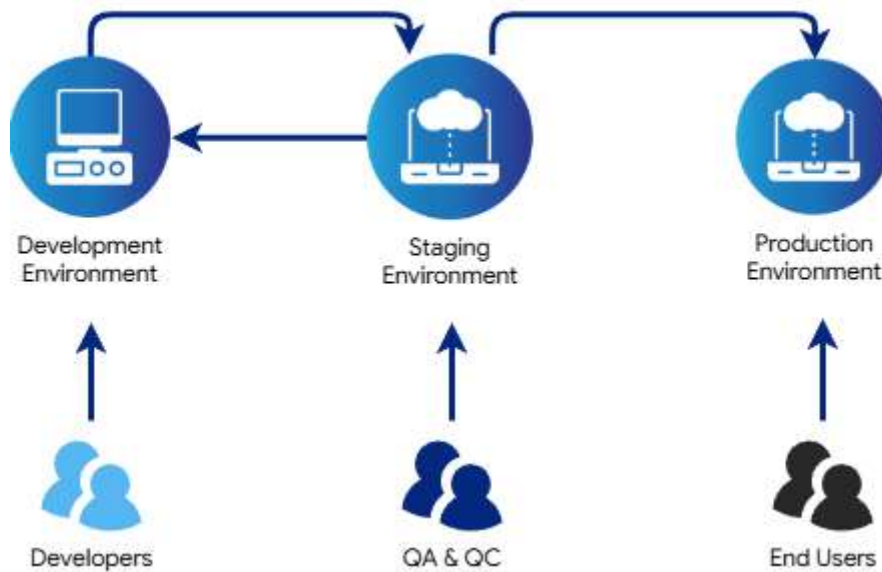 Development
Environment
Staging
Environment
Production
Environment
Developers
QA & QC
End Users